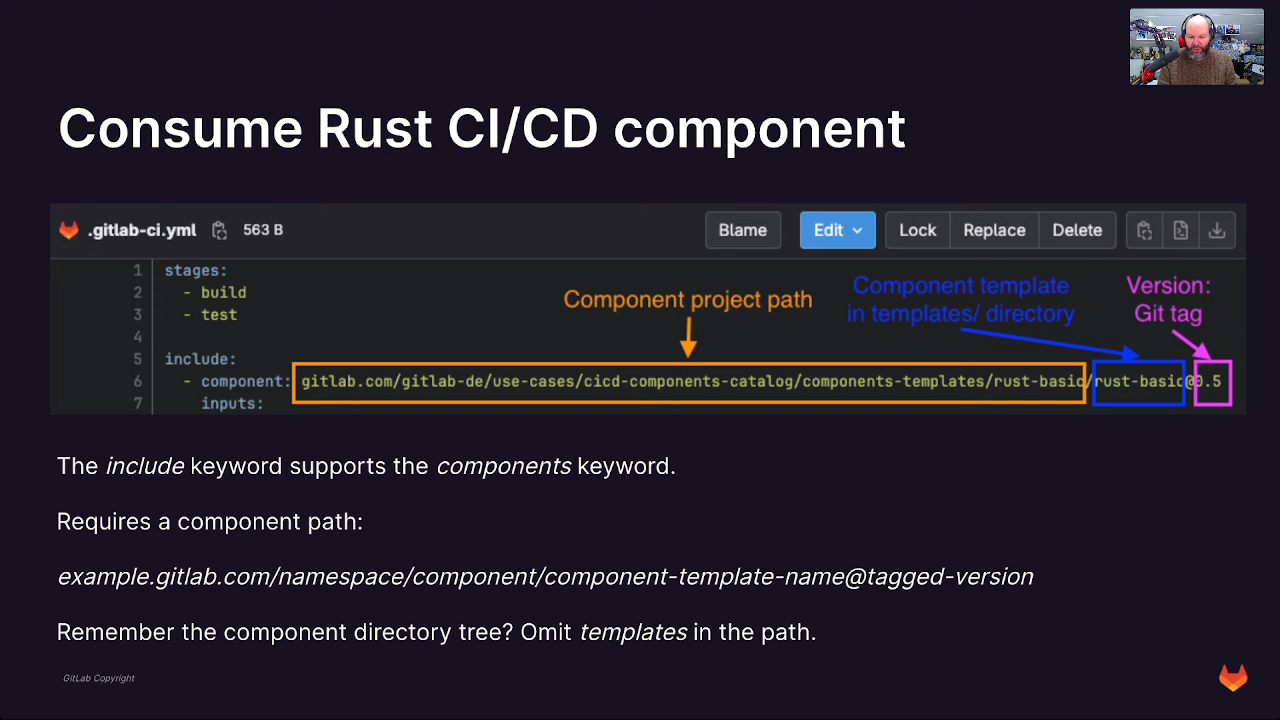 Consume Rust CI/CD component
.gitlab-ci.yml 563 B Blame Edit Lock Replace Delete
1 stages:
2 - build
3 - test
4
5 include:
6 - component: gitlab.com/gitlab-de/use-cases/cicd-components-catalog/components-templates/rust-basic/rust-basic@0.5
7 inputs:
Component project path
Component template
in templates/ directory
Version:
Git tag
The include keyword supports the components keyword.
Requires a component path:
example.gitlab.com/namespace/component/component-template-name@tagged-version
Remember the component directory tree? Omit templates in the path.
GitLab Copyright